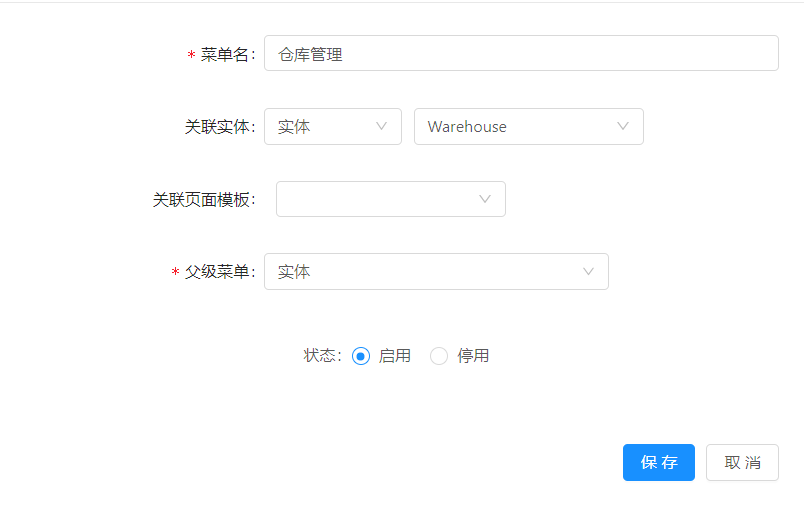 * 菜单名： 仓库管理
关联实体： 实体 Warehouse
关联页面模板：
* 父级菜单： 实体
状态： 启用 停用
保 存 取 消